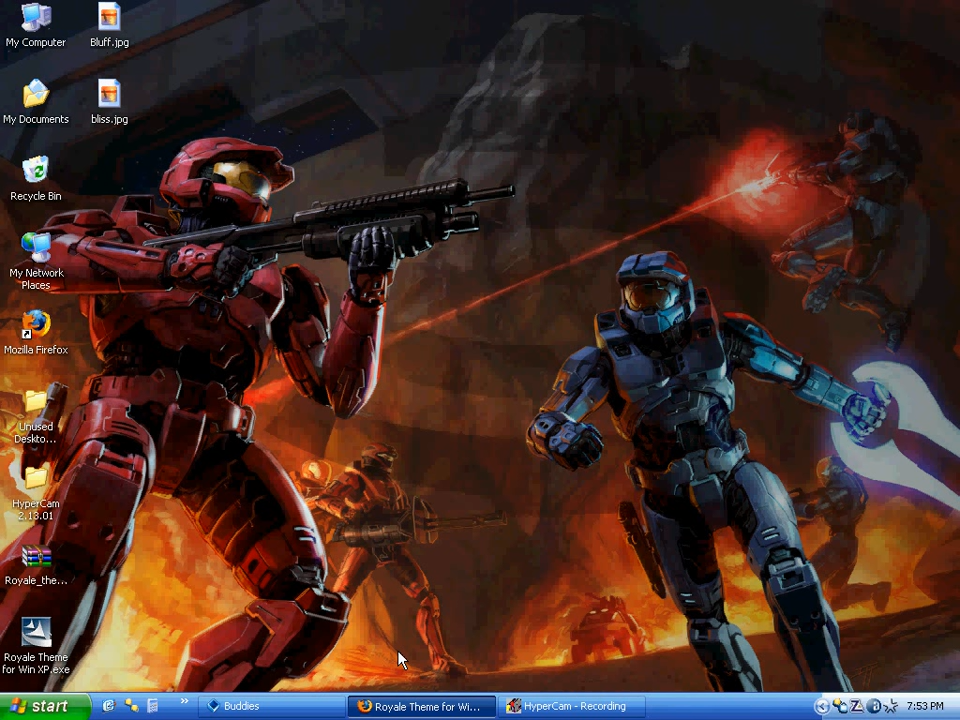 My Computer
Bluff.jpg
My Documents
bliss.jpg
Recycle Bin
My Network
Places
Mozilla Firefox
Unused
Deskto...
HyperCam
2.13.01
Royale_the...
Royale Theme
for Win XP.exe
start
Buddies
Royale Theme for Wi...
HyperCam - Recording
7:53 PM